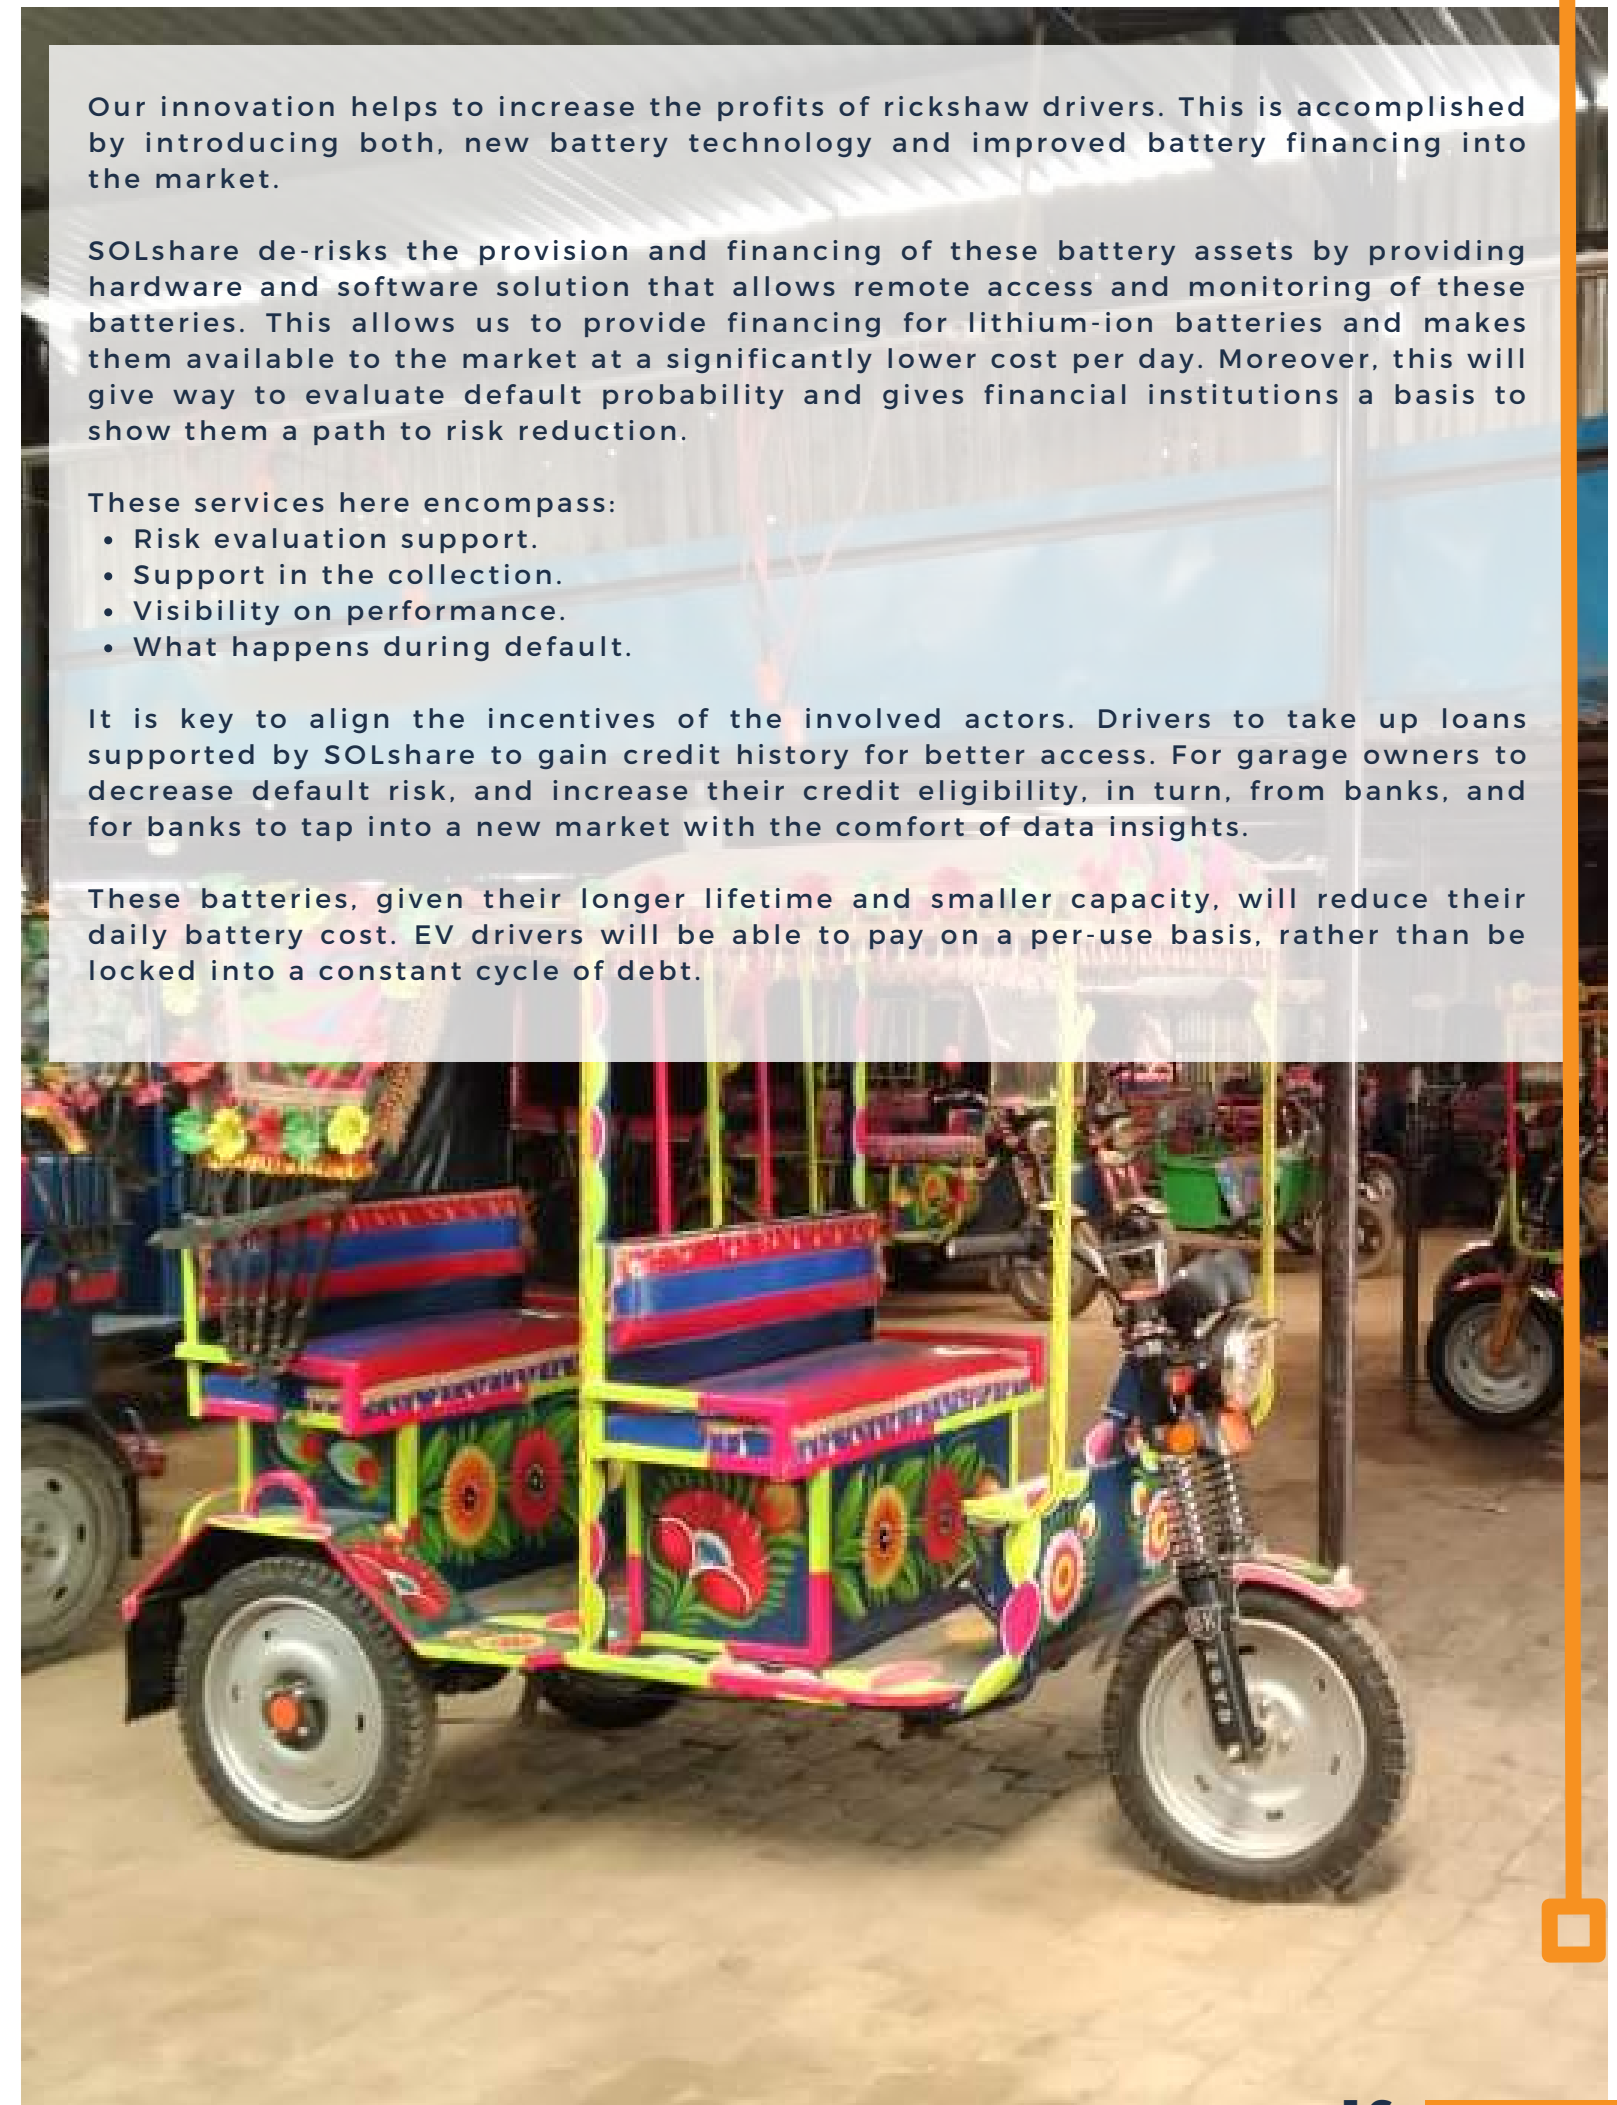 Our innovation helps to increase the profits of rickshaw drivers. This is accomplished
by introducing both, new battery technology and improved battery financing into
the market.
SOLshare de-risks the provision and financing of these battery assets by providing
hardware and software solution that allows remote access and monitoring of these
batteries. This allows us to provide financing for lithium-ion batteries and makes
them available to the market at a significantly lower cost per day. Moreover, this will
give way to evaluate default probability and gives financial institutions a basis to
show them a path to risk reduction.
These services here encompass:
• Risk evaluation support.
• Support in the collection.
• Visibility on performance.
• What happens during default.
It is key to align the incentives of the involved actors. Drivers to take up loans
supported by SOLshare to gain credit history for better access. For garage owners to
decrease default risk, and increase their credit eligibility, in turn, from banks, and
for banks to tap into a new market with the comfort of data insights.
These batteries, given their longer lifetime and smaller capacity, will reduce their
daily battery cost. EV drivers will be able to pay on a per-use basis, rather than be
locked into a constant cycle of debt.